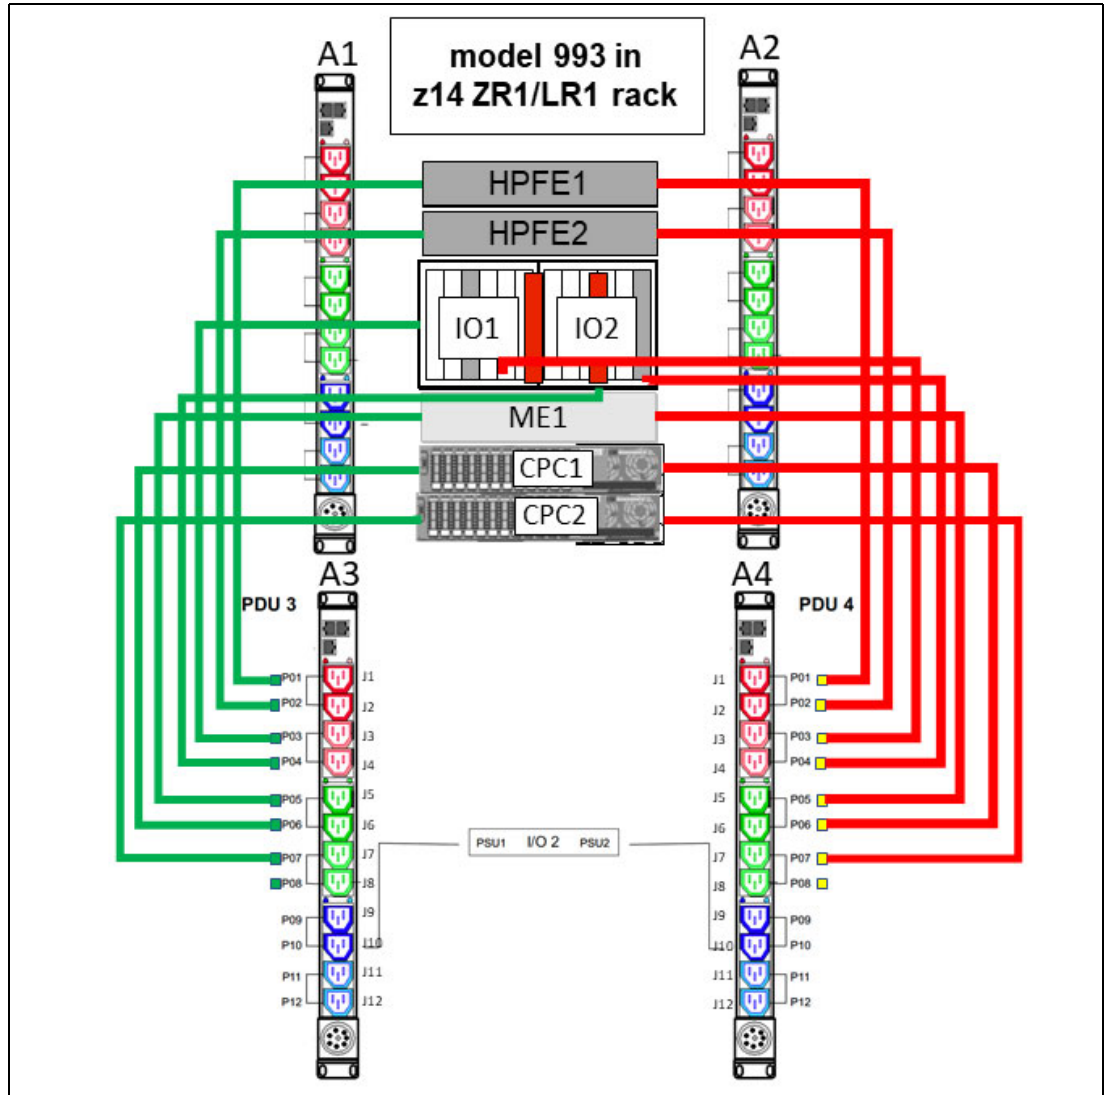 A1
model 993 in
z14 ZR1/LR1 rack
A2
HPFE1
HPFE2
IO1
IO2
ME1
CPC1
CPC2
A3
PDU 3
A4
PDU 4
P01
J1
P02
J2
P03
J3
P04
J4
P05
J5
P06
J6
P07
J7
P08
J8
P09
J9
P10
J10
P11
J11
P12
J12
PSU1 I/O 2 PSU2
J1
P01
J2
P02
J3
P03
J4
P04
J5
P05
J6
P06
J7
P07
J8
P08
J9
P09
J10
P10
J11
P11
J12
P12